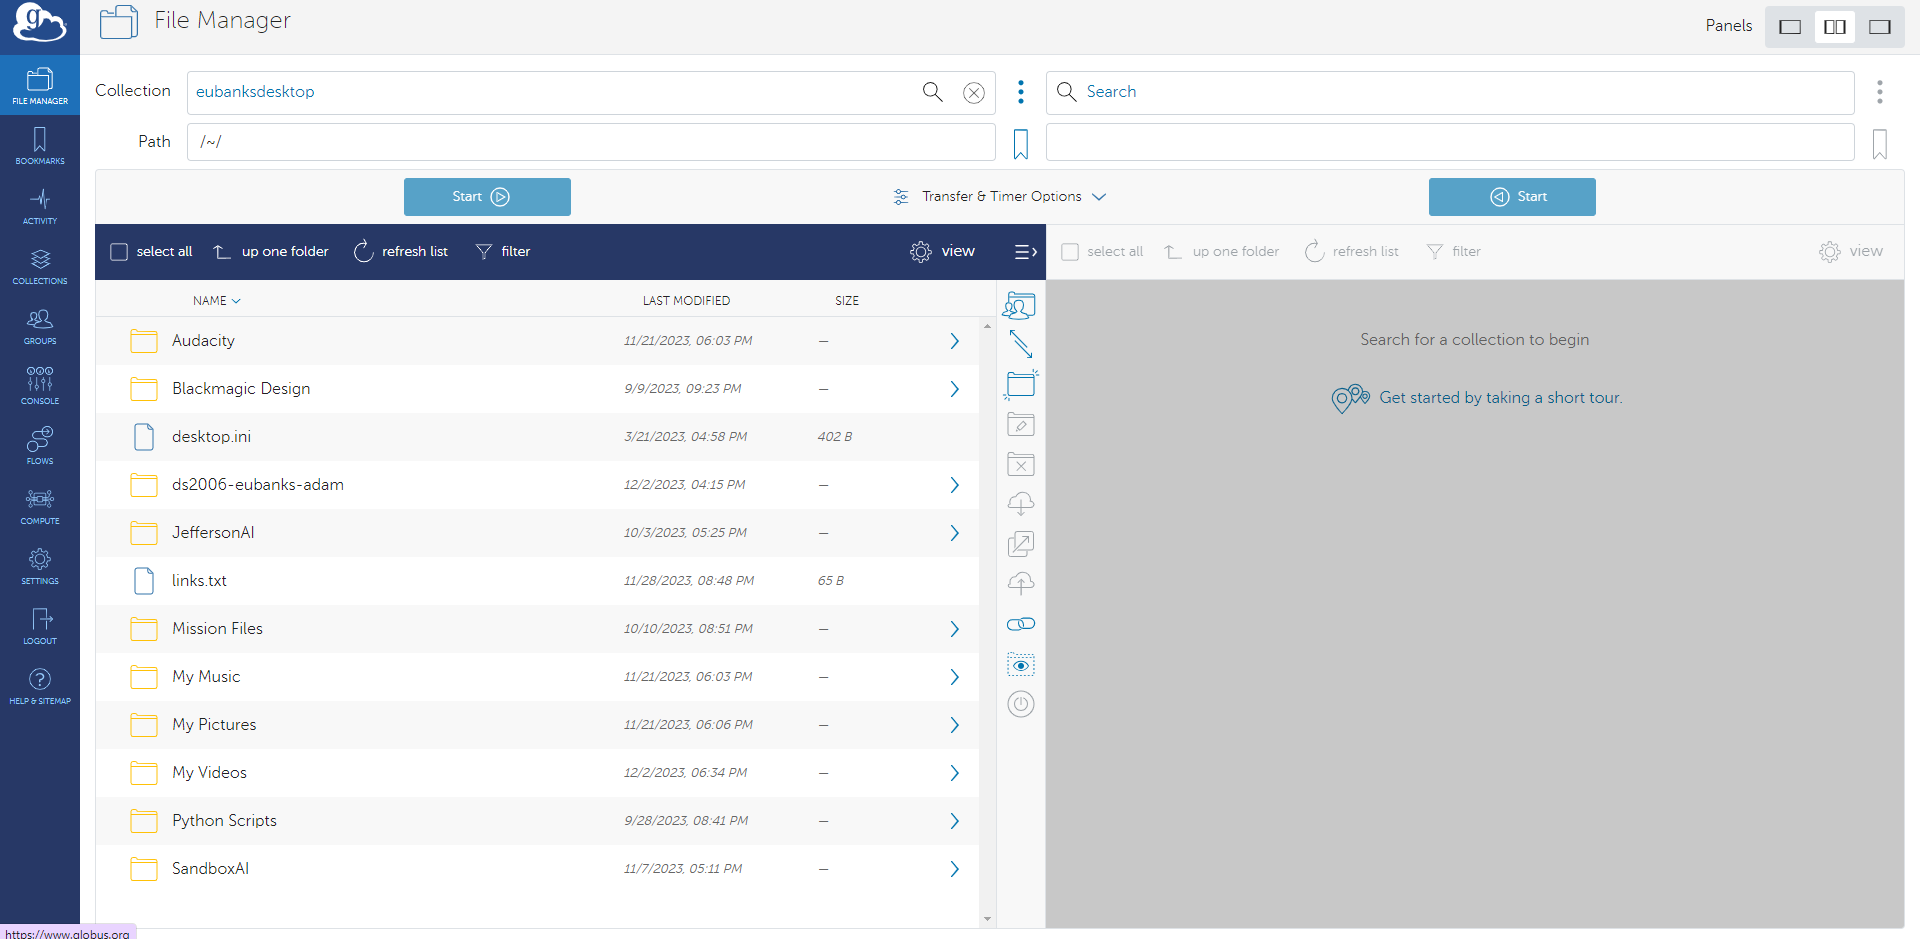 g
File Manager
Panels
FILE MANAGER
BOOKMARKS
ACTIVITY
COLLECTIONS
GROUPS
CONSOLE
FLOWS
COMPUTE
SETTINGS
LOGOUT
HELP & SITEMAP
Collection
eubanksdesktop
Search
Path
/~/
Start
Transfer & Timer Options
Start
select all up one folder refresh list filter view
select all up one folder refresh list filter view
NAME LAST MODIFIED SIZE
Audacity 11/21/2023, 06:03 PM —
Blackmagic Design 9/9/2023, 09:23 PM —
desktop.ini 3/21/2023, 04:58 PM 402 B
ds2006-eubanks-adam 12/2/2023, 04:15 PM —
JeffersonAI 10/3/2023, 05:25 PM —
links.txt 11/28/2023, 08:48 PM 65 B
Mission Files 10/10/2023, 08:51 PM —
My Music 11/21/2023, 06:03 PM —
My Pictures 11/21/2023, 06:06 PM —
My Videos 12/2/2023, 06:34 PM —
Python Scripts 9/28/2023, 08:41 PM —
SandboxAI 11/7/2023, 05:11 PM —
Search for a collection to begin
Get started by taking a short tour.
https://www.globus.org